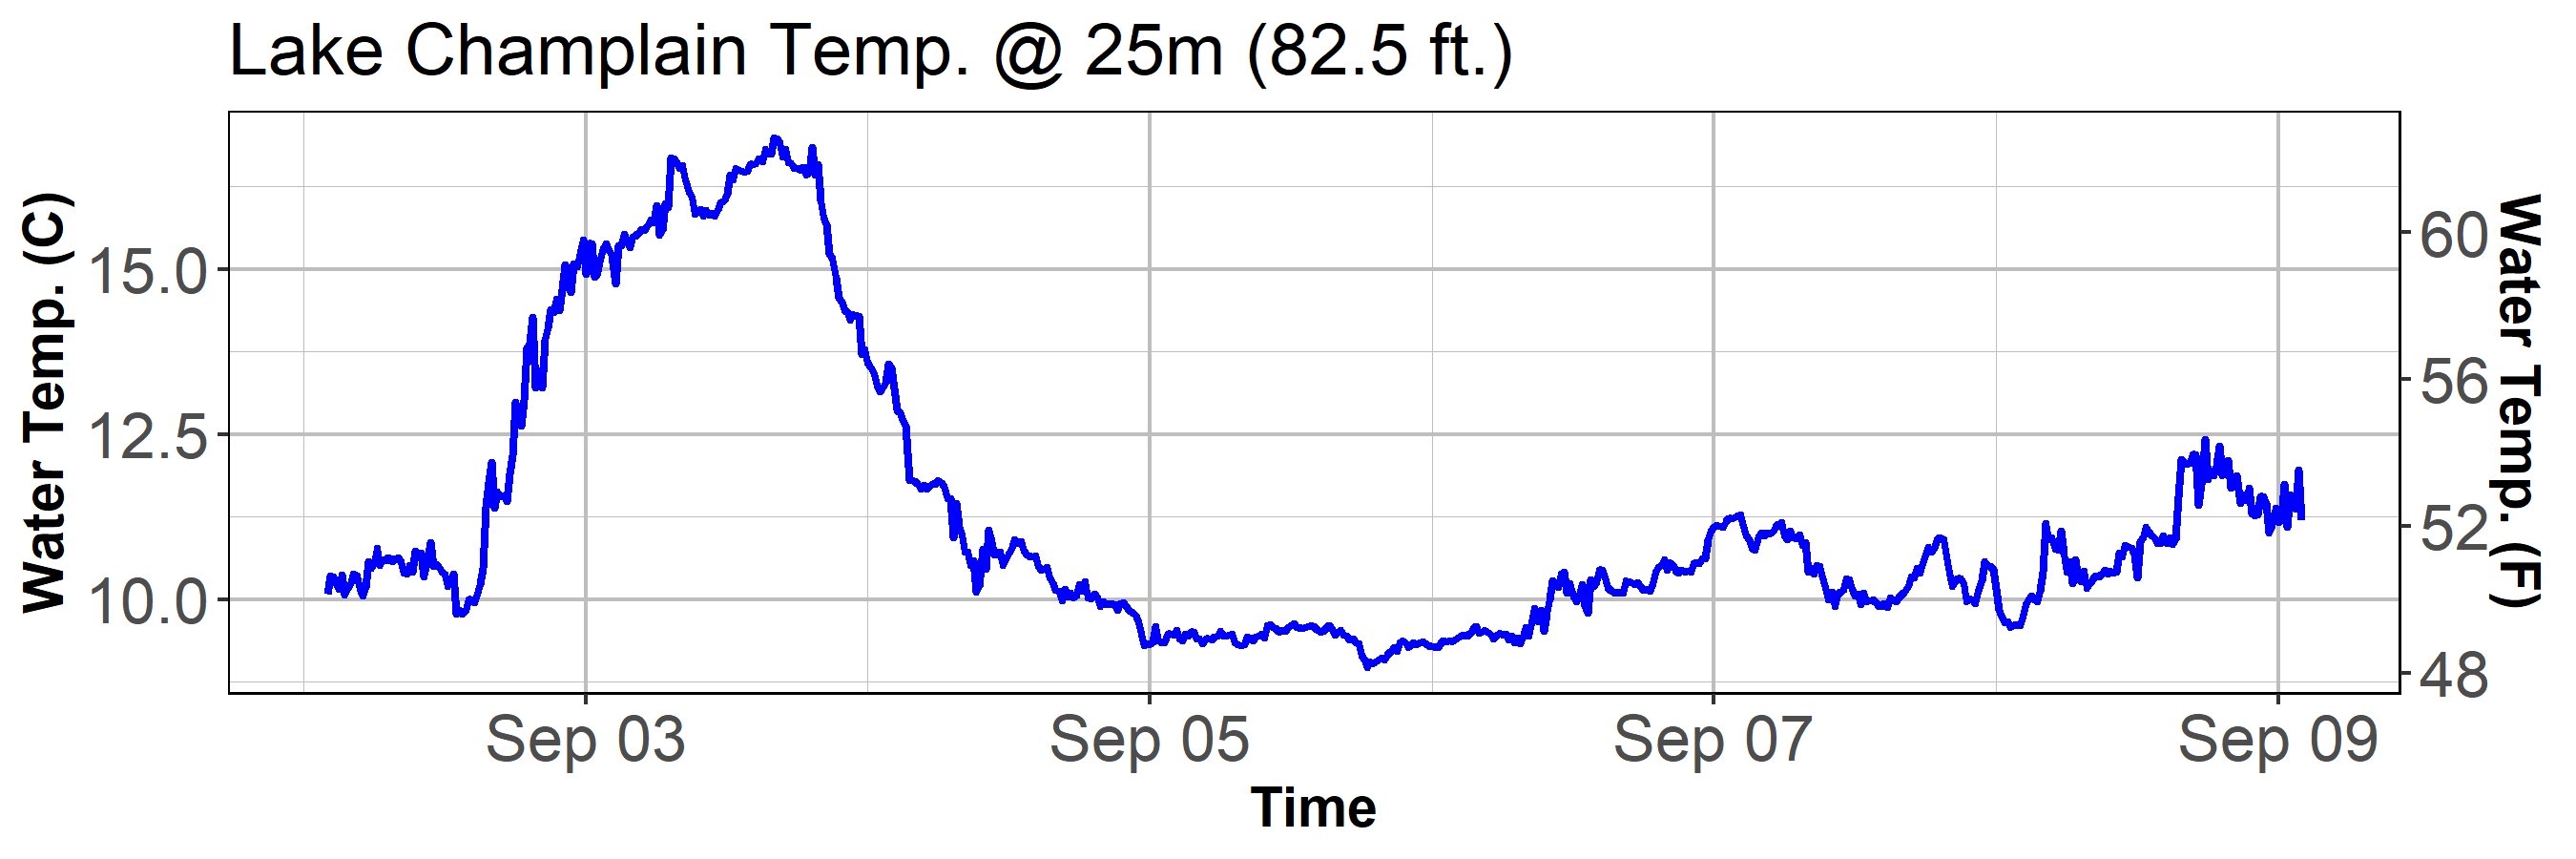 Lake Champlain Temp. @ 25m (82.5 ft.)
Water Temp. (C)
15.0
12.5
10.0
60
56
52
48
Water Temp. (F)
Sep 03 Sep 05 Sep 07 Sep 09
Time